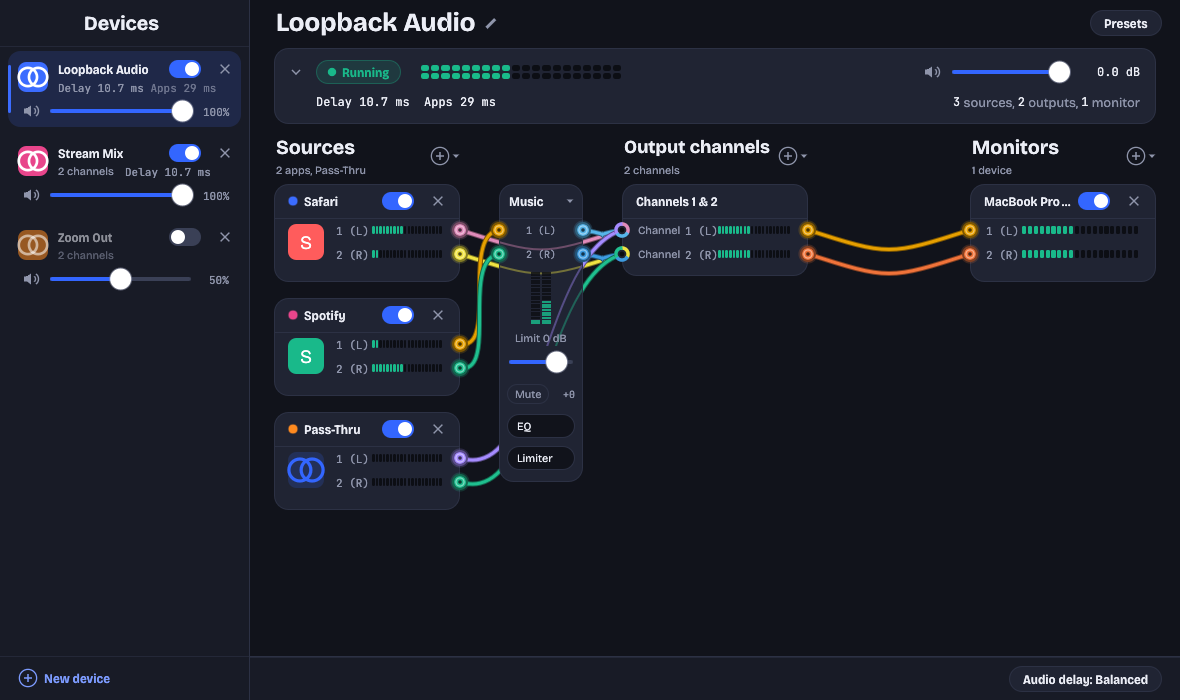 Devices
Loopback Audio
Delay 10.7 ms Apps 29 ms
100%
Stream Mix
2 channels Delay 10.7 ms
100%
Zoom Out
2 channels
50%
New device
Loopback Audio
Presets
Running
0.0 dB
Delay 10.7 ms Apps 29 ms
3 sources, 2 outputs, 1 monitor
Sources
2 apps, Pass-Thru
Output channels
2 channels
Monitors
1 device
Safari
S
1 (L)
2 (R)
Spotify
S
1 (L)
2 (R)
Pass-Thru
1 (L)
2 (R)
Music
1 (L)
2 (R)
Limit 0 dB
Mute +0
EQ
Limiter
Channels 1 & 2
Channel 1 (L)
Channel 2 (R)
MacBook Pro ...
1 (L)
2 (R)
Audio delay: Balanced